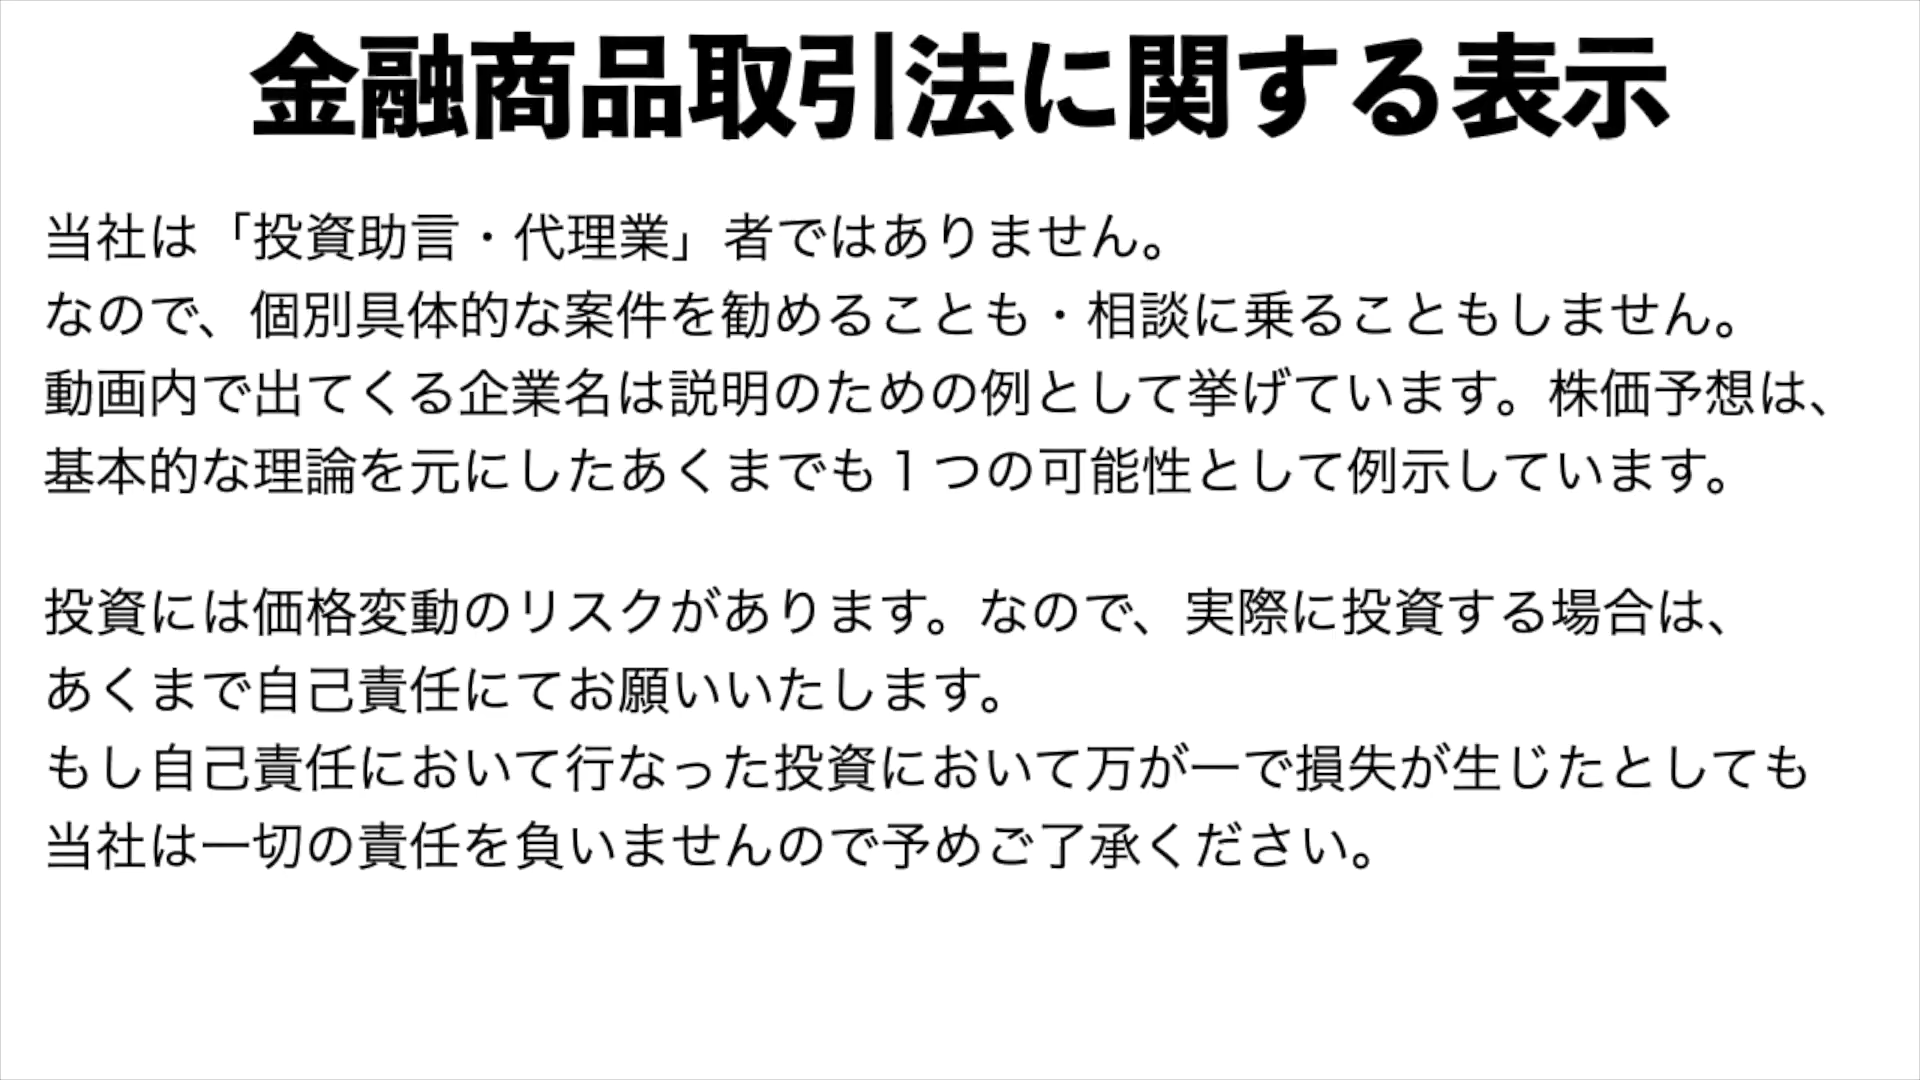 金融商品取引法に関する表示
当社は「投資助言・代理業」者ではありません。
なので、個別具体的な案件を勧めることも・相談に乗ることもしません。
動画内で出てくる企業名は説明のための例として挙げています。株価予想は、
基本的な理論を元にしたあくまでも１つの可能性として例示しています。
投資には価格変動のリスクがあります。なので、実際に投資する場合は、
あくまで自己責任にてお願いいたします。
もし自己責任において行なった投資において万が一で損失が生じたとしても
当社は一切の責任を負いませんので予めご了承ください。